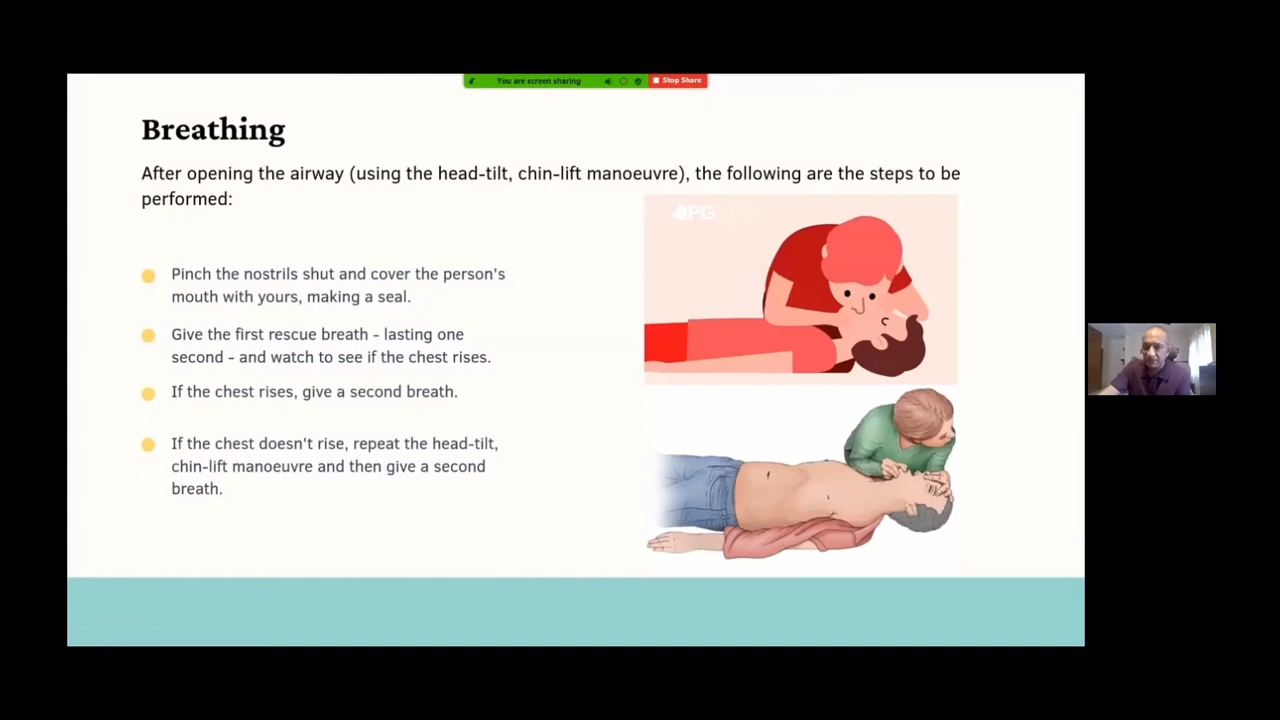 You are screen sharing
Stop Share
Breathing
After opening the airway (using the head-tilt, chin-lift manoeuvre), the following are the steps to be
performed:
PG
Pinch the nostrils shut and cover the person's
mouth with yours, making a seal.
Give the first rescue breath - lasting one
second - and watch to see if the chest rises.
If the chest rises, give a second breath.
If the chest doesn't rise, repeat the head-tilt,
chin-lift manoeuvre and then give a second
breath.